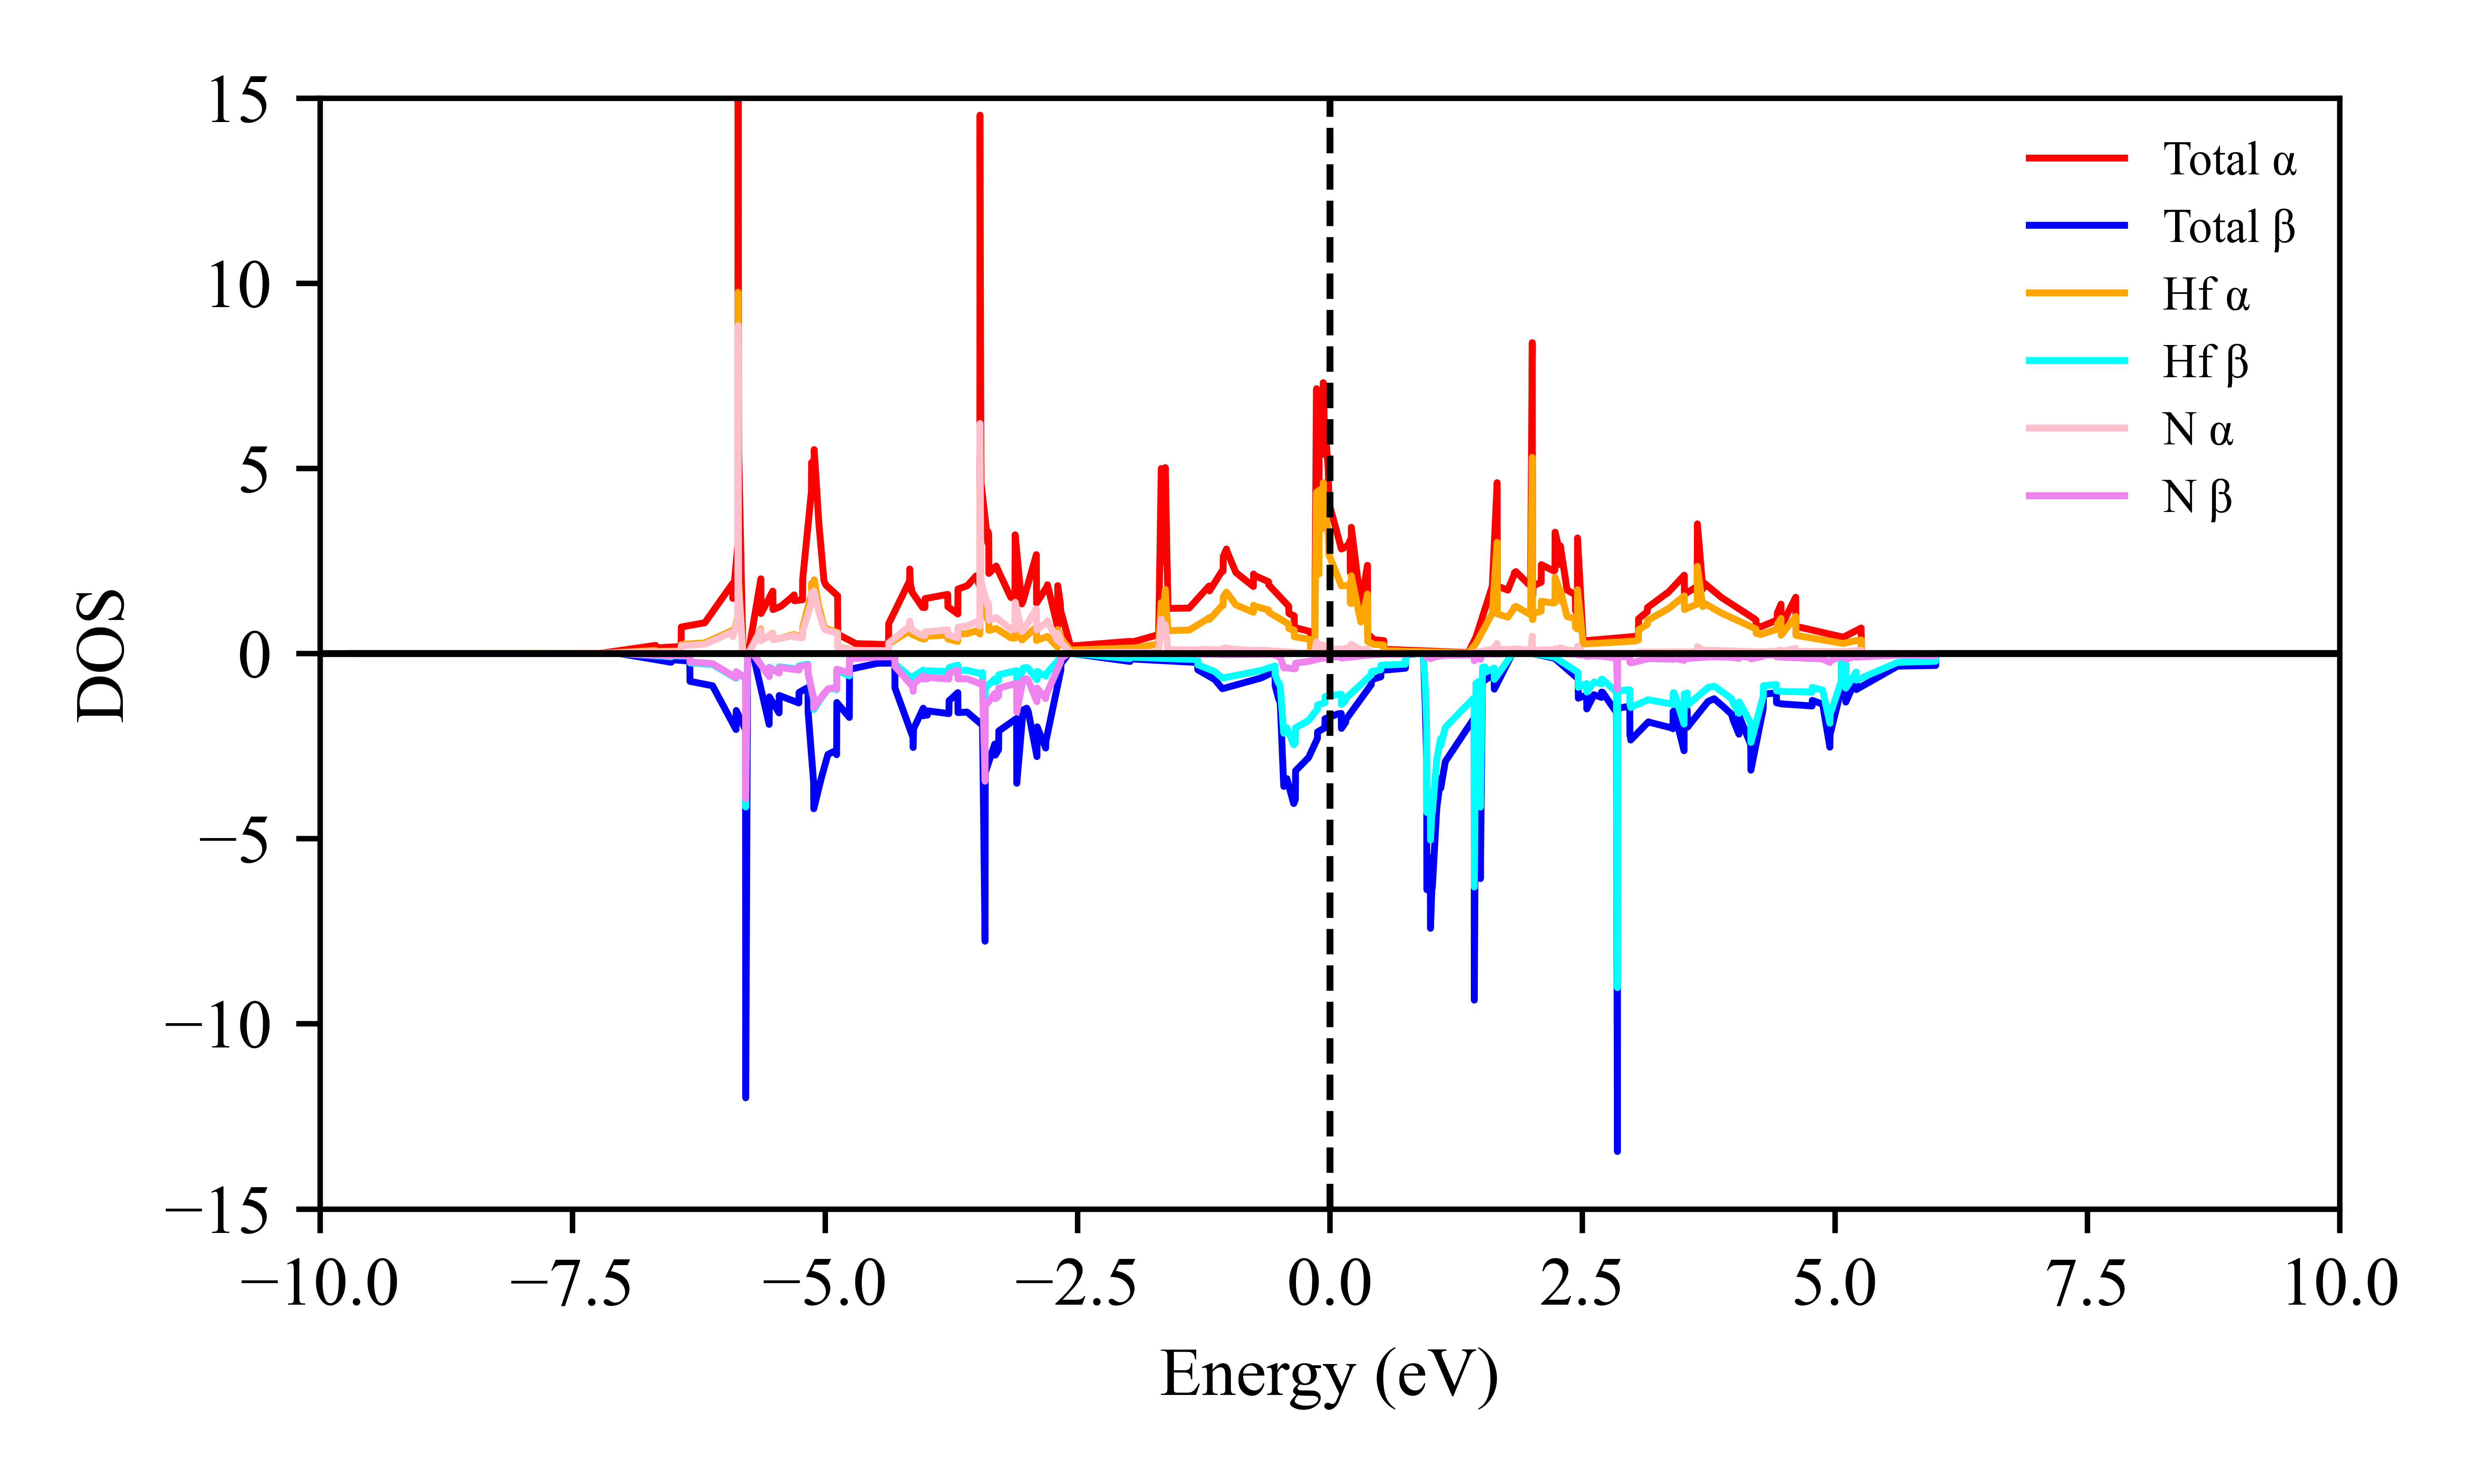 15
10
5
0
−5
−10
−15
DOS
−10.0 −7.5 −5.0 −2.5 0.0 2.5 5.0 7.5 10.0
Energy (eV)
Total α
Total β
Hf α
Hf β
N α
N β